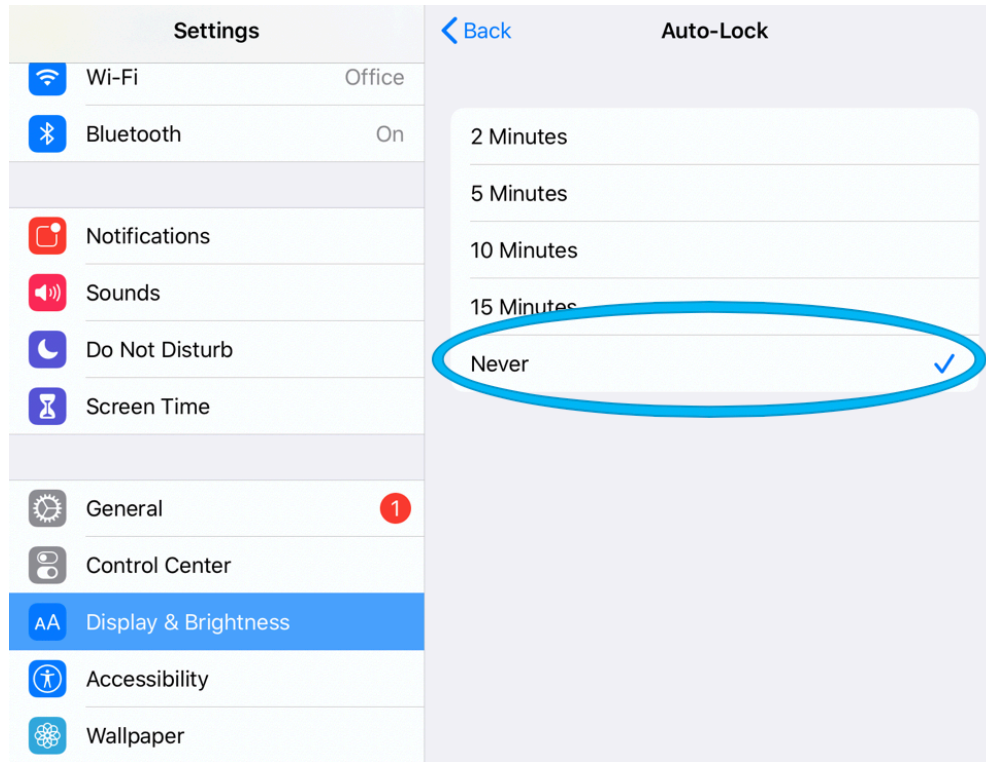 Settings
Wi-Fi Office
Bluetooth On
Notifications
Sounds
Do Not Disturb
Screen Time
General 1
Control Center
AA Display & Brightness
Accessibility
Wallpaper
Back Auto-Lock
2 Minutes
5 Minutes
10 Minutes
15 Minutes
Never